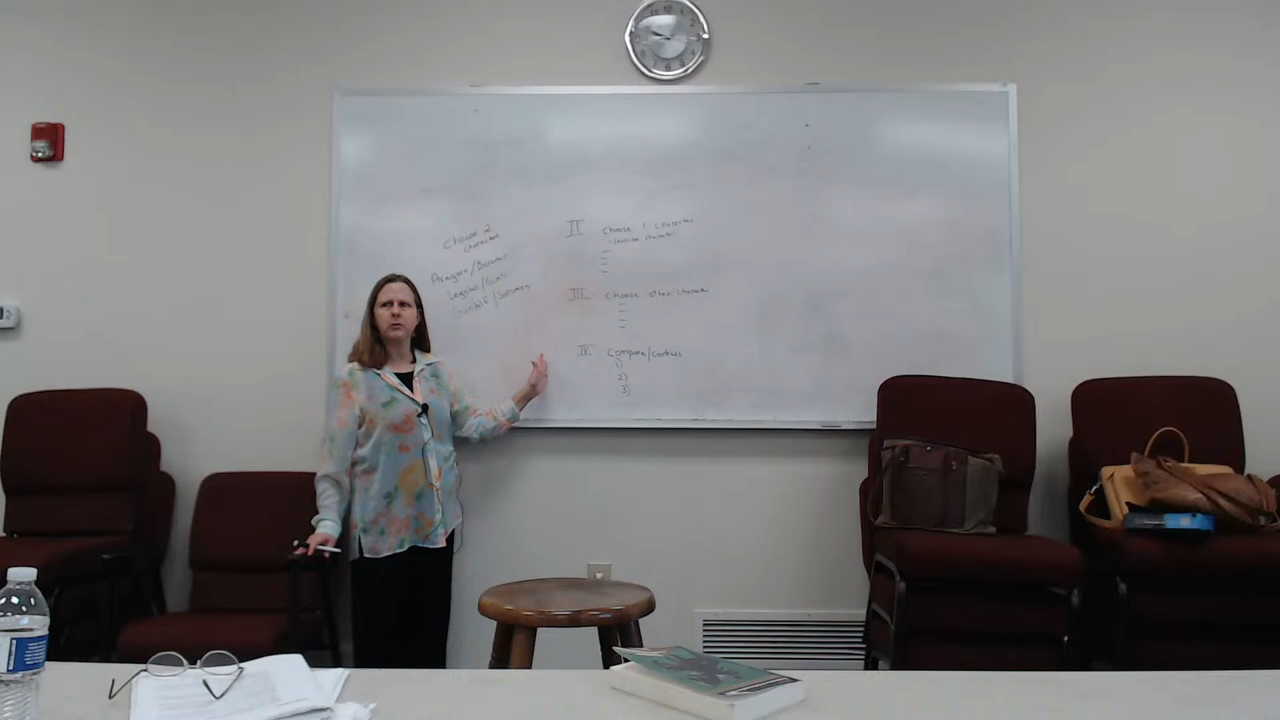 Choose 2
characters
Aragorn/Boromir
Legolas/Gimli
Gandalf/Saruman
II Choose 1 character
III Choose other character
IV Compare/contrast
1)
2)
3)
10